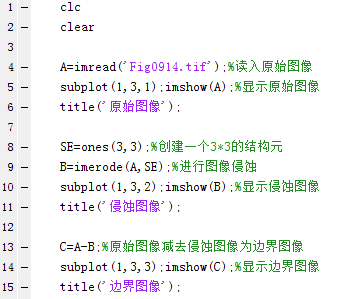 1 clc
2 clear
3
4 A=imread('Fig0914.tif');%读入原始图像
5 subplot(1,3,1);imshow(A);%显示原始图像
6 title('原始图像');
7
8 SE=ones(3,3);%创建一个3*3的结构元
9 B=imerode(A,SE);%进行图像侵蚀
10 subplot(1,3,2);imshow(B);%显示侵蚀图像
11 title('侵蚀图像');
12
13 C=A-B;%原始图像减去侵蚀图像为边界图像
14 subplot(1,3,3);imshow(C);%显示边界图像
15 title('边界图像');